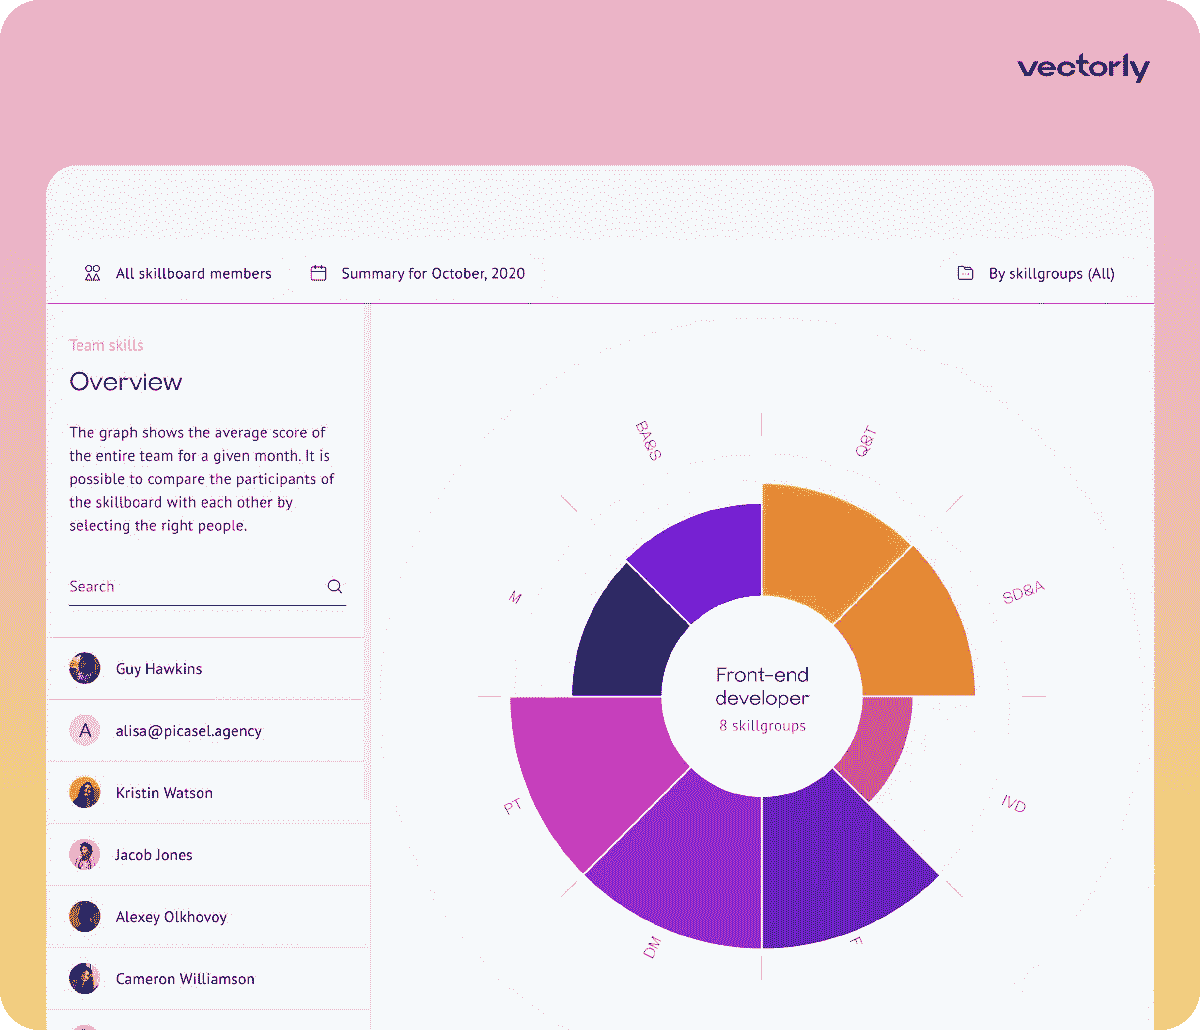 vectorly
All skillboard members
Summary for October, 2020
By skillgroups (All)
Team skills
Overview
The graph shows the average score of
the entire team for a given month. It is
possible to compare the participants of
the skillboard with each other by
selecting the right people.
Search
Guy Hawkins
A
alisa@picasel.agency
Kristin Watson
Jacob Jones
Alexey Olkhovoy
Cameron Williamson
BA&S
Q&T
M
SD&A
Front-end
developer
8 skillgroups
PT
IVD
DM
F